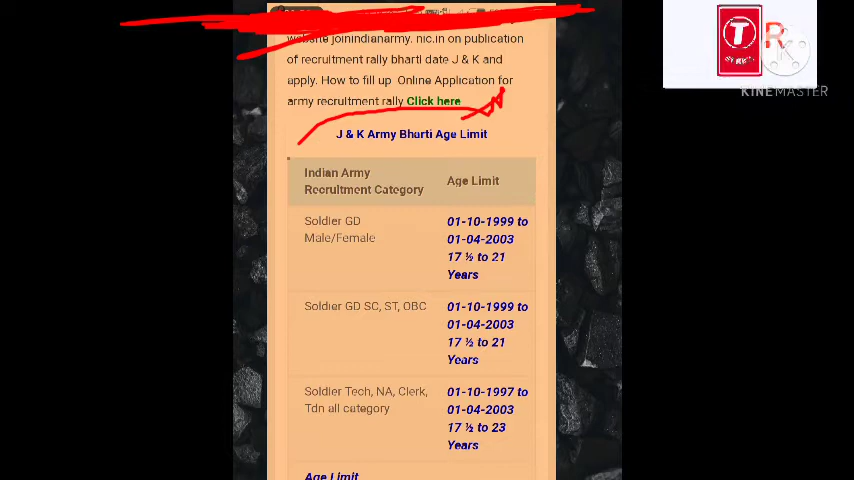 website joinindianarmy. nic.in on publication
of recruitment rally bharti date J & K and
apply. How to fill up Online Application for
army recruitment rally Click here
J & K Army Bharti Age Limit
Indian Army
Recruitment Category
Age Limit
Soldier GD
Male/Female
01-10-1999 to
01-04-2003
17 ½ to 21
Years
Soldier GD SC, ST, OBC
01-10-1999 to
01-04-2003
17 ½ to 21
Years
Soldier Tech, NA, Clerk,
Tdn all category
01-10-1997 to
01-04-2003
17 ½ to 23
Years
Age Limit
T R
K
KINEMASTER